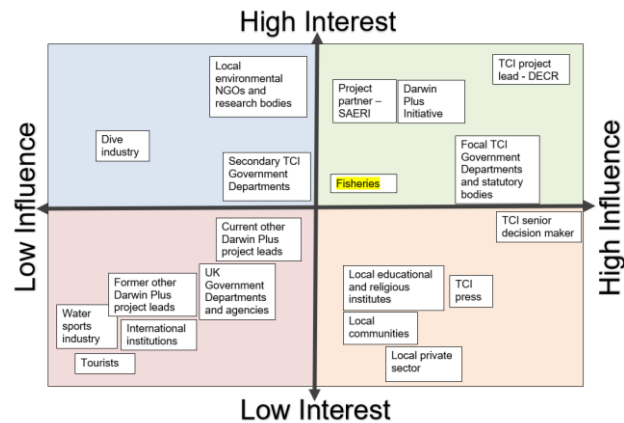 High Interest
Low Influence
High Influence
Local
environmental
NGOs and
research bodies
Dive
industry
Secondary TCI
Government
Departments
Project
partner –
SAERI
Darwin
Plus
Initiative
TCI project
lead - DECR
Fisheries
Focal TCI
Government
Departments
and statutory
bodies
TCI senior
decision maker
Current other
Darwin Plus
project leads
Former other
Darwin Plus
project leads
UK
Government
Departments
and agencies
Water
sports
industry
International
institutions
Tourists
Local educational
and religious
institutes
TCI
press
Local
communities
Local private
sector
Low Interest